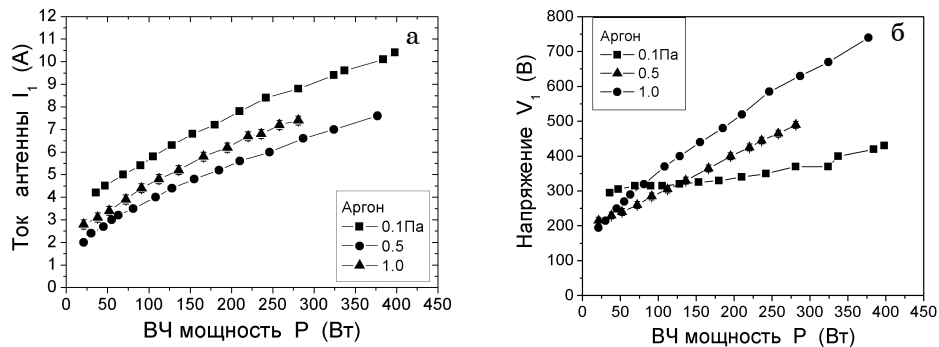 12
11
10
9
8
7
6
5
4
3
2
1
0
Ток антенны I₁ (А)
а
Аргон
0.1Па
0.5
1.0
0 50 100 150 200 250 300 350 400 450
ВЧ мощность P (Вт)
800
700
600
500
400
300
200
100
0
Напряжение V₁ (В)
б
Аргон
0.1Па
0.5
1.0
0 50 100 150 200 250 300 350 400 450
ВЧ мощность P (Вт)